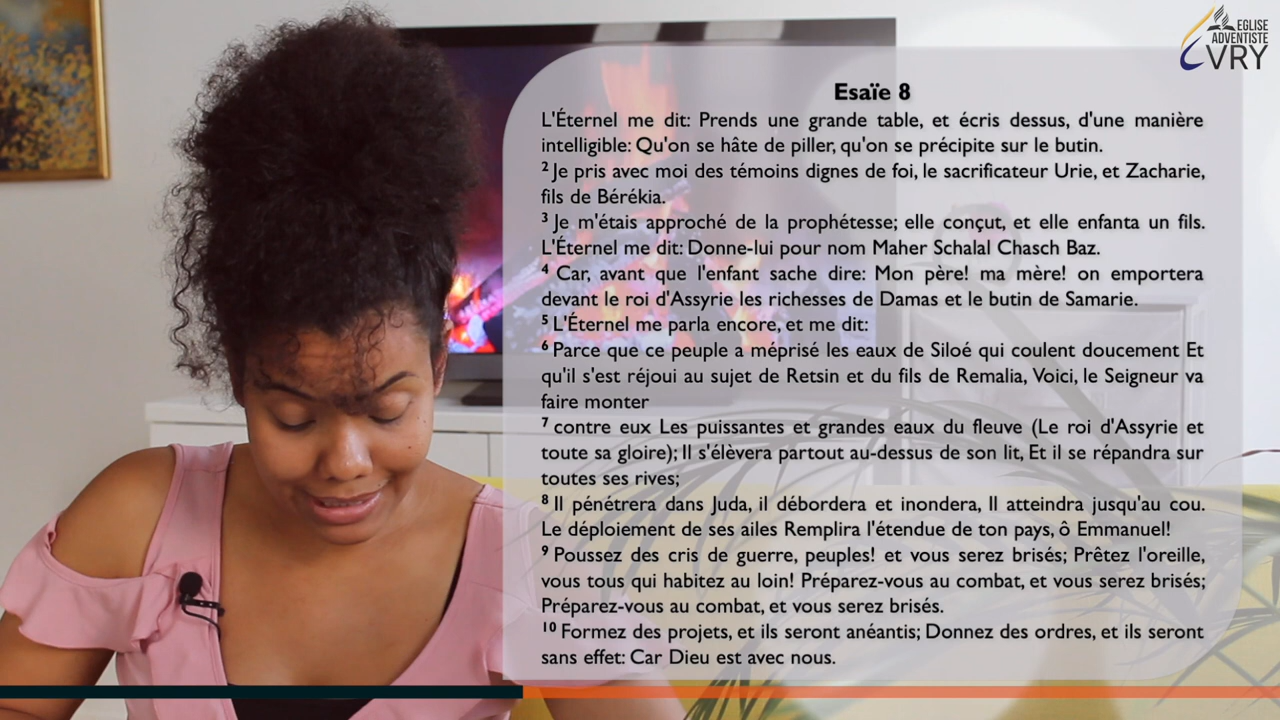 EGLISE
ADVENTISTE
VRY
Esaïe 8
L'Éternel me dit: Prends une grande table, et écris dessus, d'une manière
intelligible: Qu'on se hâte de piller, qu'on se précipite sur le butin.
2 Je pris avec moi des témoins dignes de foi, le sacrificateur Urie, et Zacharie,
fils de Bérékia.
3 Je m'étais approché de la prophétesse; elle conçut, et elle enfanta un fils.
L'Éternel me dit: Donne-lui pour nom Maher Schalal Chasch Baz.
4 Car, avant que l'enfant sache dire: Mon père! ma mère! on emportera
devant le roi d'Assyrie les richesses de Damas et le butin de Samarie.
5 L'Éternel me parla encore, et me dit:
6 Parce que ce peuple a méprisé les eaux de Siloé qui coulent doucement Et
qu'il s'est réjoui au sujet de Retsin et du fils de Remalia, Voici, le Seigneur va
faire monter
7 contre eux Les puissantes et grandes eaux du fleuve (Le roi d'Assyrie et
toute sa gloire); Il s'élèvera partout au-dessus de son lit, Et il se répandra sur
toutes ses rives;
8 Il pénétrera dans Juda, il débordera et inondera, Il atteindra jusqu'au cou.
Le déploiement de ses ailes Remplira l'étendue de ton pays, ô Emmanuel!
9 Poussez des cris de guerre, peuples! et vous serez brisés; Prêtez l'oreille,
vous tous qui habitez au loin! Préparez-vous au combat, et vous serez brisés;
Préparez-vous au combat, et vous serez brisés.
10 Formez des projets, et ils seront anéantis; Donnez des ordres, et ils seront
sans effet: Car Dieu est avec nous.